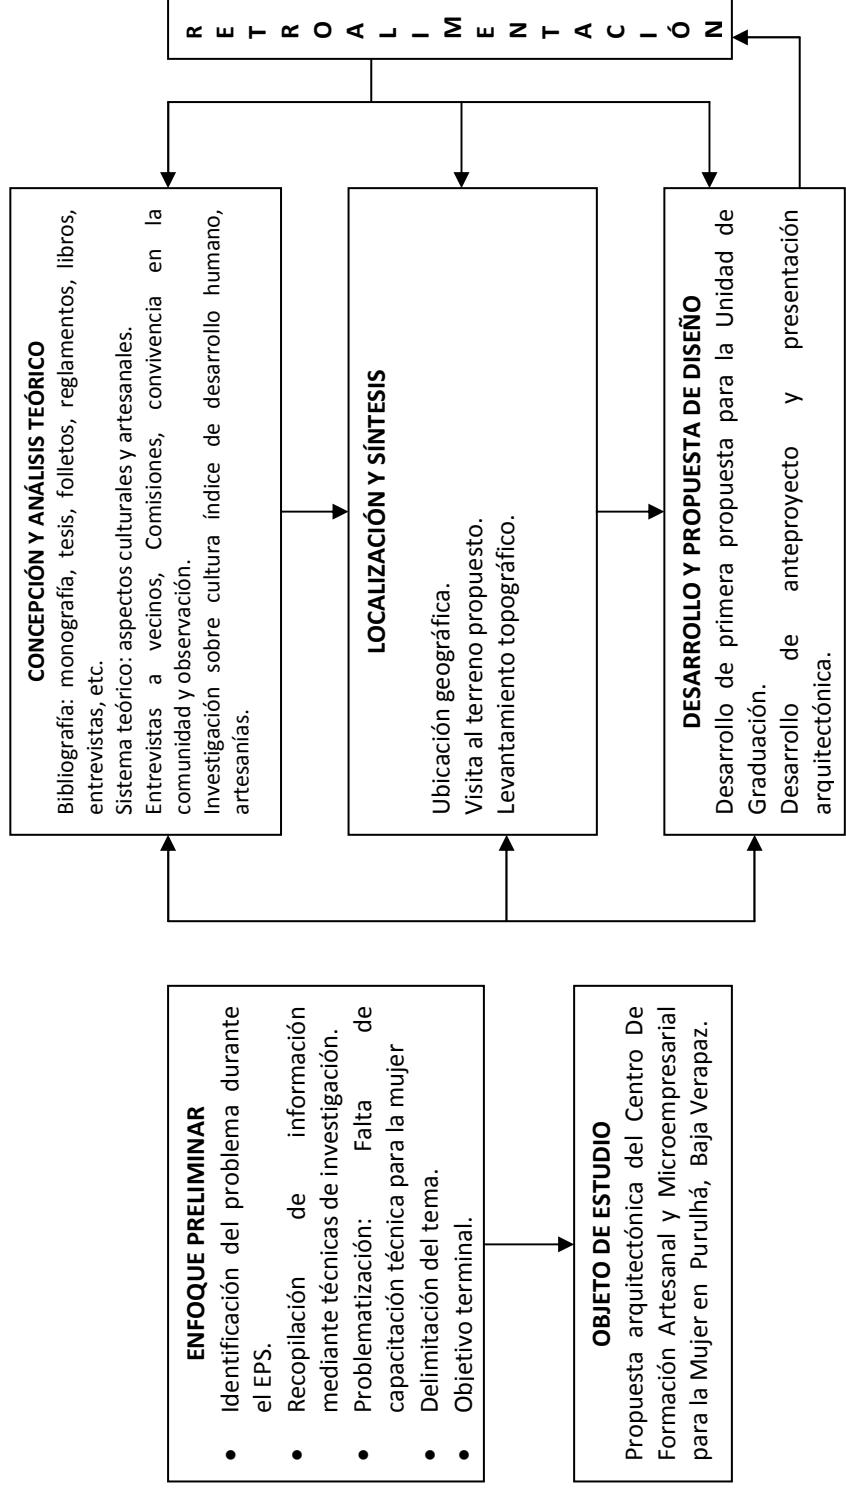 ENFOQUE PRELIMINAR
• Identificación del problema durante
el EPS.
• Recopilación de información
mediante técnicas de investigación.
• Problematización: Falta de
capacitación técnica para la mujer
• Delimitación del tema.
• Objetivo terminal.
OBJETO DE ESTUDIO
Propuesta arquitectónica del Centro De
Formación Artesanal y Microempresarial
para la Mujer en Purulhá, Baja Verapaz.
CONCEPCIÓN Y ANÁLISIS TEÓRICO
Bibliografía: monografía, tesis, folletos, reglamentos, libros,
entrevistas, etc.
Sistema teórico: aspectos culturales y artesanales.
Entrevistas a vecinos, Comisiones, convivencia en la
comunidad y observación.
Investigación sobre cultura índice de desarrollo humano,
artesanías.
LOCALIZACIÓN Y SÍNTESIS
Ubicación geográfica.
Visita al terreno propuesto.
Levantamiento topográfico.
DESARROLLO Y PROPUESTA DE DISEÑO
Desarrollo de primera propuesta para la Unidad de
Graduación.
Desarrollo de anteproyecto y presentación
arquitectónica.
R
E
T
R
O
A
L
I
M
E
N
T
A
C
I
Ó
N